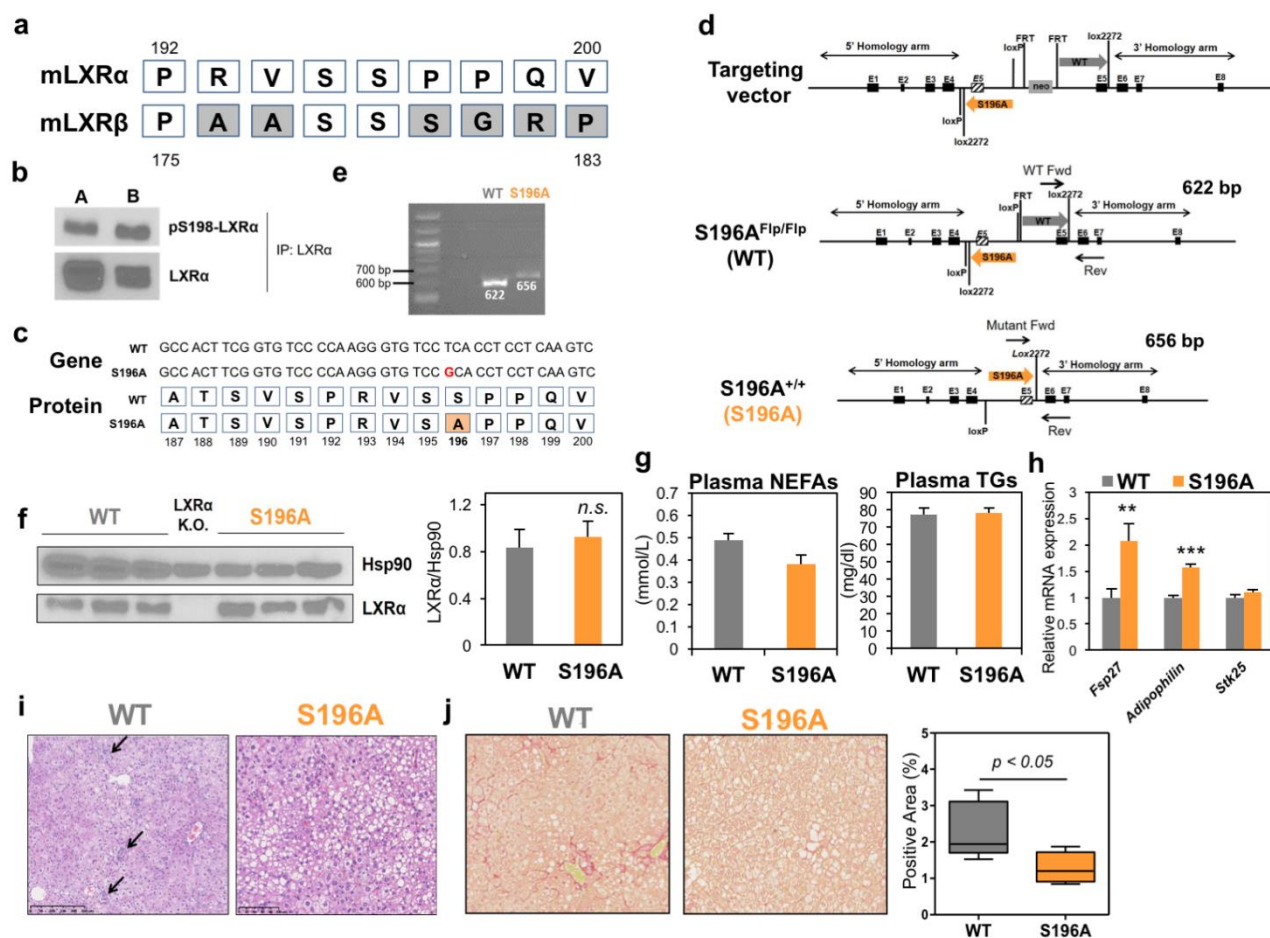 a
192
200
mLXRα
P R V S S P P Q V
mLXRβ
P A A S S S G R P
175
183
b
A B
pS198-LXRα
LXRα
IP: LXRα
e
WT S196A
700 bp
600 bp
622
656
c
Gene
WT GCC ACT TCG GTG TCC CCA AGG GTG TCC TCA CCT CCT CAA GTC
S196A GCC ACT TCG GTG TCC CCA AGG GTG TCC GCA CCT CCT CAA GTC
Protein
WT A T S V S P R V S S P P Q V
S196A A T S V S P R V S A P P Q V
187 188 189 190 191 192 193 194 195 196 197 198 199 200
d
Targeting vector
5' Homology arm
loxP
FRT
FRT
lox2272
3' Homology arm
WT
neo
E1 E2 E3 E4 E5 E5 E6 E7 E8
S196A
loxP
lox2272
S196A^Flp/Flp
(WT)
WT Fwd
622 bp
5' Homology arm
loxP
FRT
lox2272
3' Homology arm
WT
E1 E2 E3 E4 E5 E5 E6 E7 E8
S196A
loxP
lox2272
Rev
S196A^+/+
(S196A)
Mutant Fwd
656 bp
5' Homology arm
Lox2272
3' Homology arm
S196A
E1 E2 E3 E4 E5 E6 E7 E8
loxP
Rev
f
WT
LXRα K.O.
S196A
Hsp90
LXRα
LXRα/Hsp90
1.2
0.8
0.4
0
n.s.
WT S196A
g
Plasma NEFAs
(mmol/L)
0.7
0.6
0.5
0.4
0.3
0.2
0.1
0
WT S196A
Plasma TGs
(mg/dl)
90
80
70
60
50
40
30
20
10
0
WT S196A
h
WT S196A
Relative mRNA expression
3
2.5
2
1.5
1
0.5
0
**
***
Fsp27
Adipophilin
Stk25
i
WT
S196A
j
WT
S196A
Positive Area (%)
5
4
3
2
1
0
p < 0.05
WT S196A